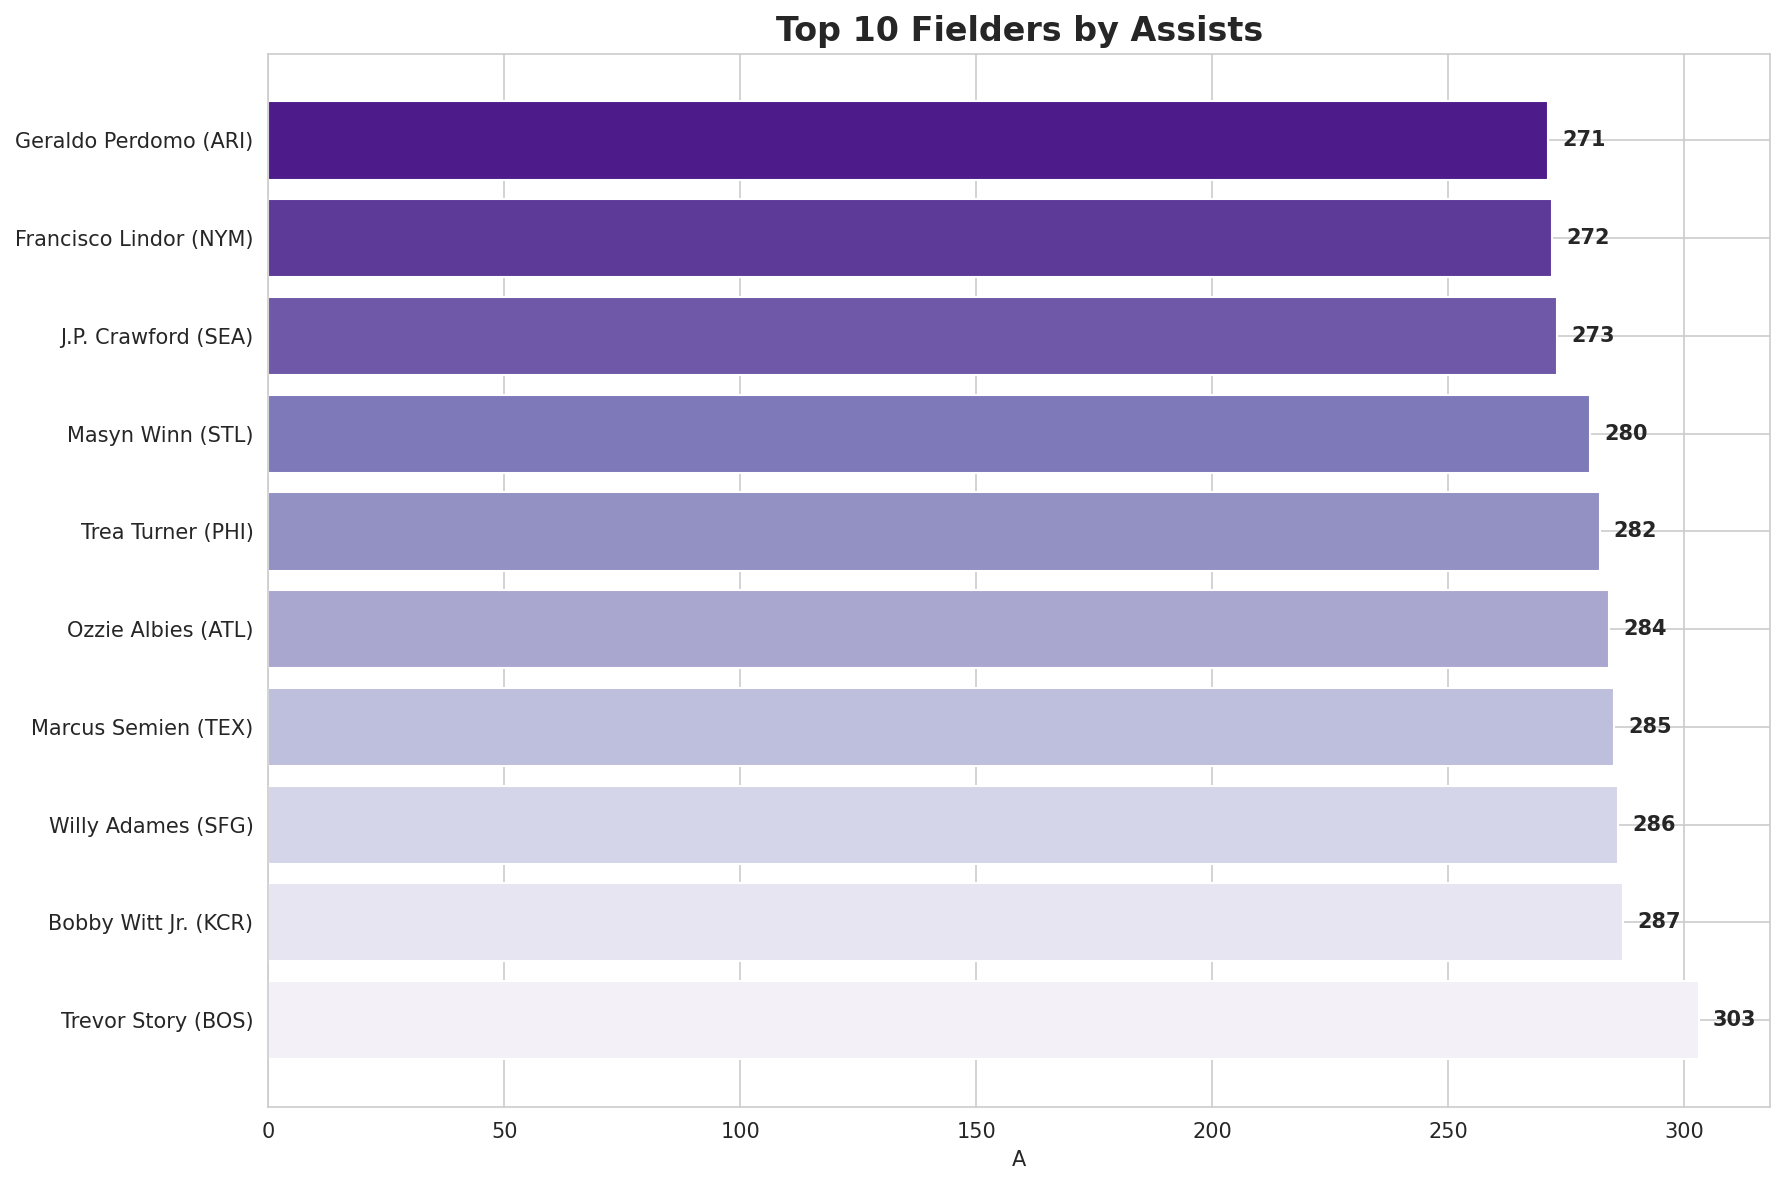 Top 10 Fielders by Assists
Geraldo Perdomo (ARI) 271
Francisco Lindor (NYM) 272
J.P. Crawford (SEA) 273
Masyn Winn (STL) 280
Trea Turner (PHI) 282
Ozzie Albies (ATL) 284
Marcus Semien (TEX) 285
Willy Adames (SFG) 286
Bobby Witt Jr. (KCR) 287
Trevor Story (BOS) 303
0 50 100 150 200 250 300
A